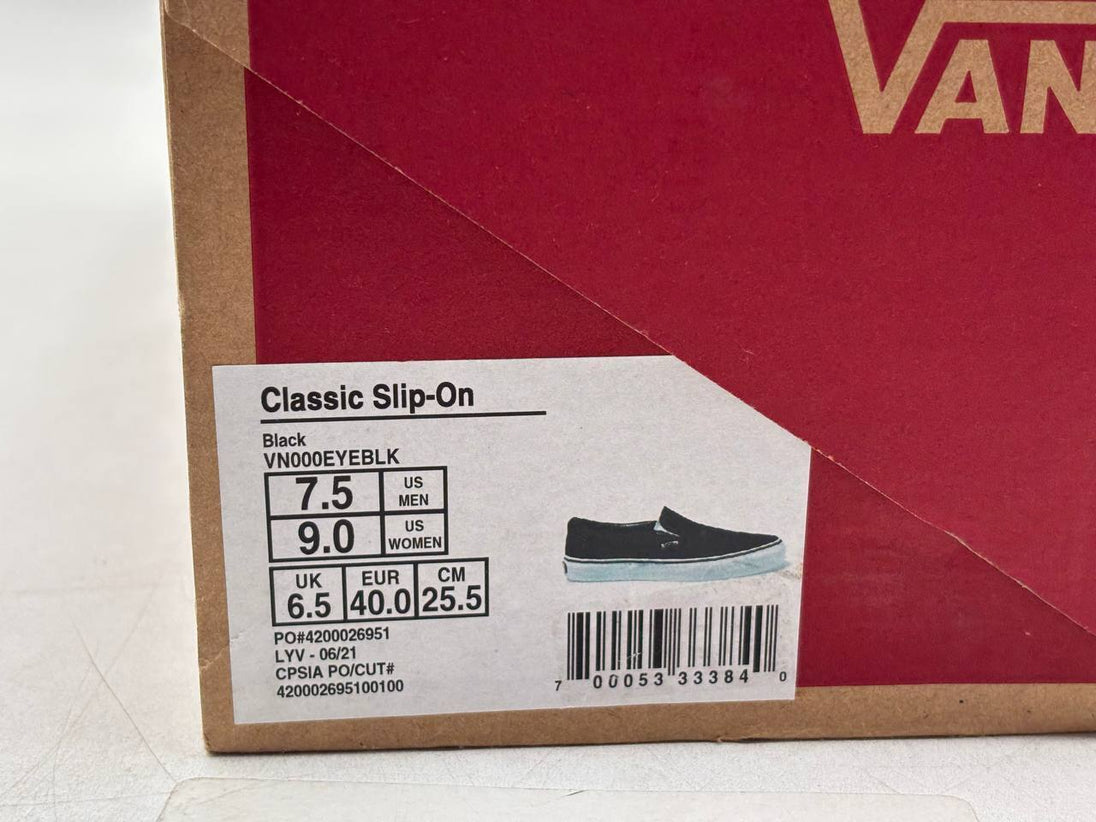 VAN
Classic Slip-On
Black
VN000EYEBLK
7.5 US MEN
9.0 US WOMEN
UK EUR CM
6.5 40.0 25.5
PO#4200026951
LYV - 06/21
CPSIA PO/CUT#
420002695100100
7 00053 33384 0